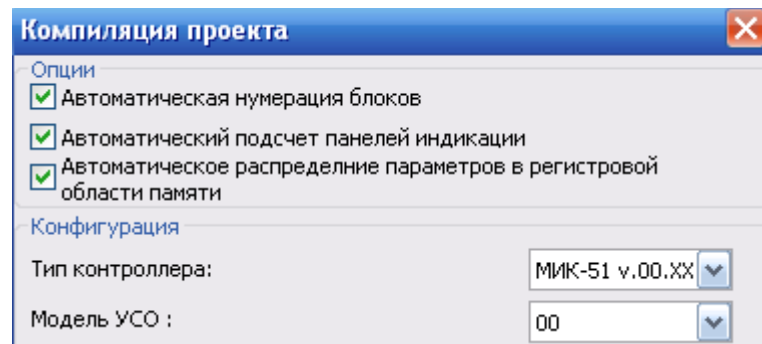 Компиляция проекта
Опции
Автоматическая нумерация блоков
Автоматический подсчет панелей индикации
Автоматическое распределние параметров в регистровой
области памяти
Конфигурация
Тип контроллера: МИК-51 v.00.XX
Модель УСО : 00